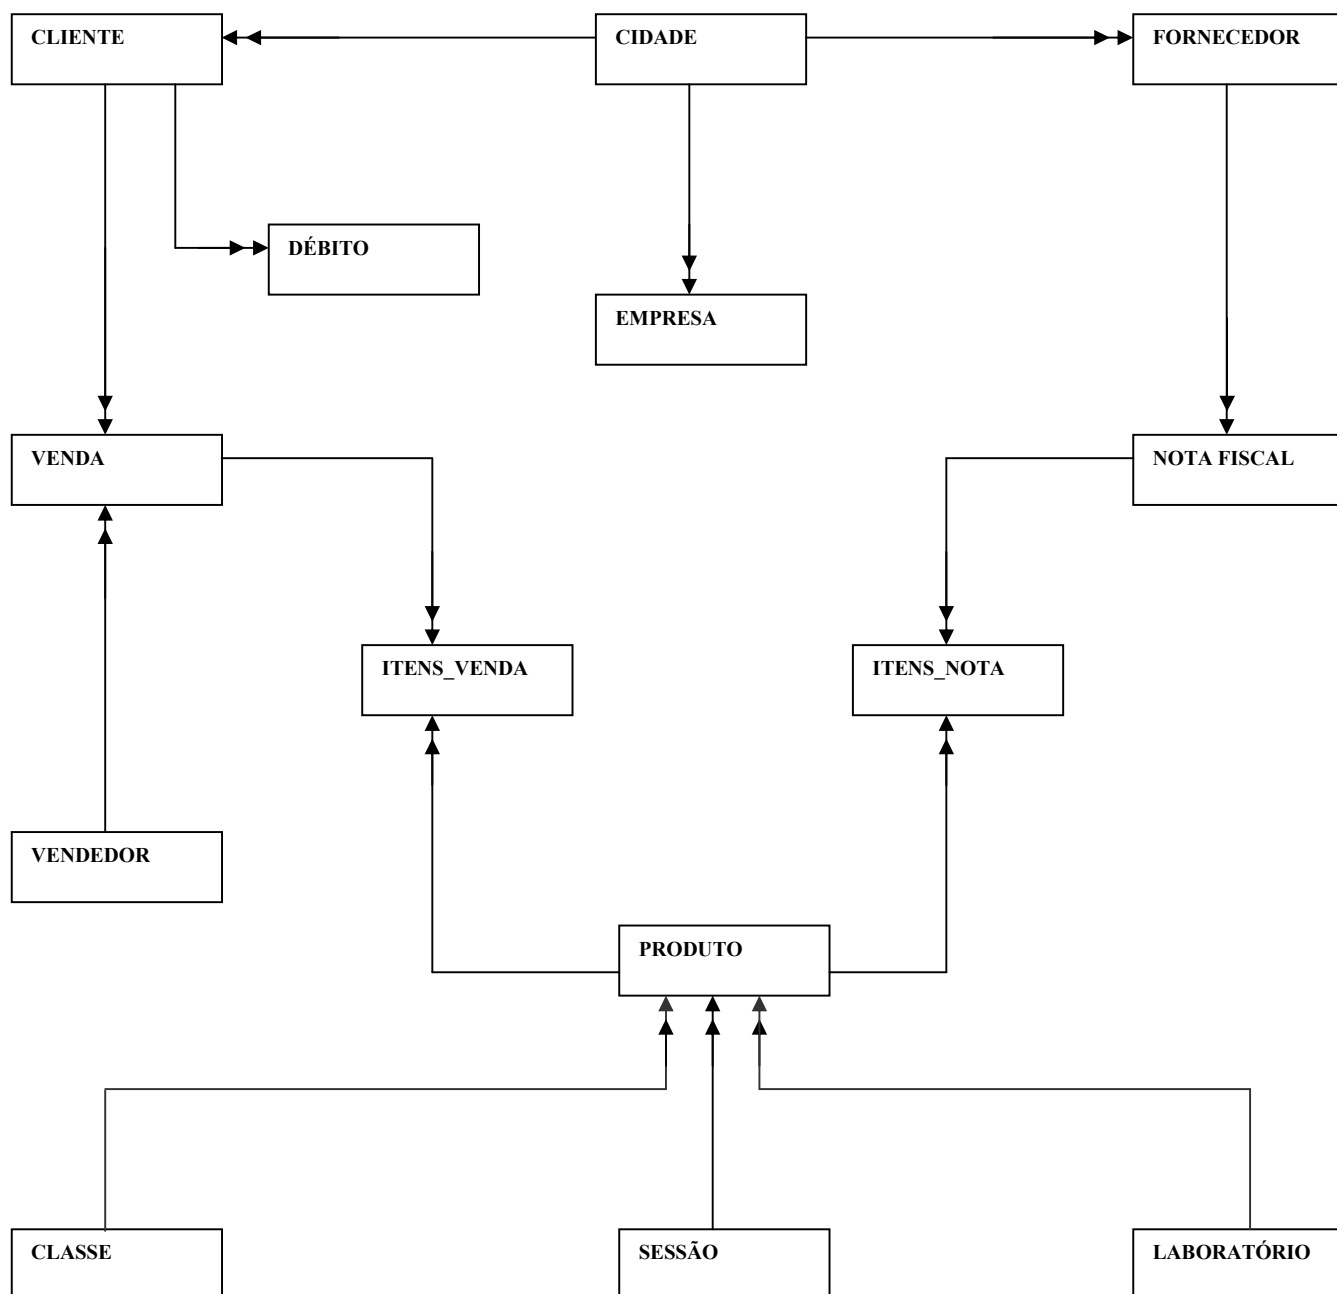 CLIENTE
CIDADE
FORNECEDOR
DÉBITO
EMPRESA
VENDA
NOTA FISCAL
ITENS_VENDA
ITENS_NOTA
VENDEDOR
PRODUTO
CLASSE
SESSÃO
LABORATÓRIO